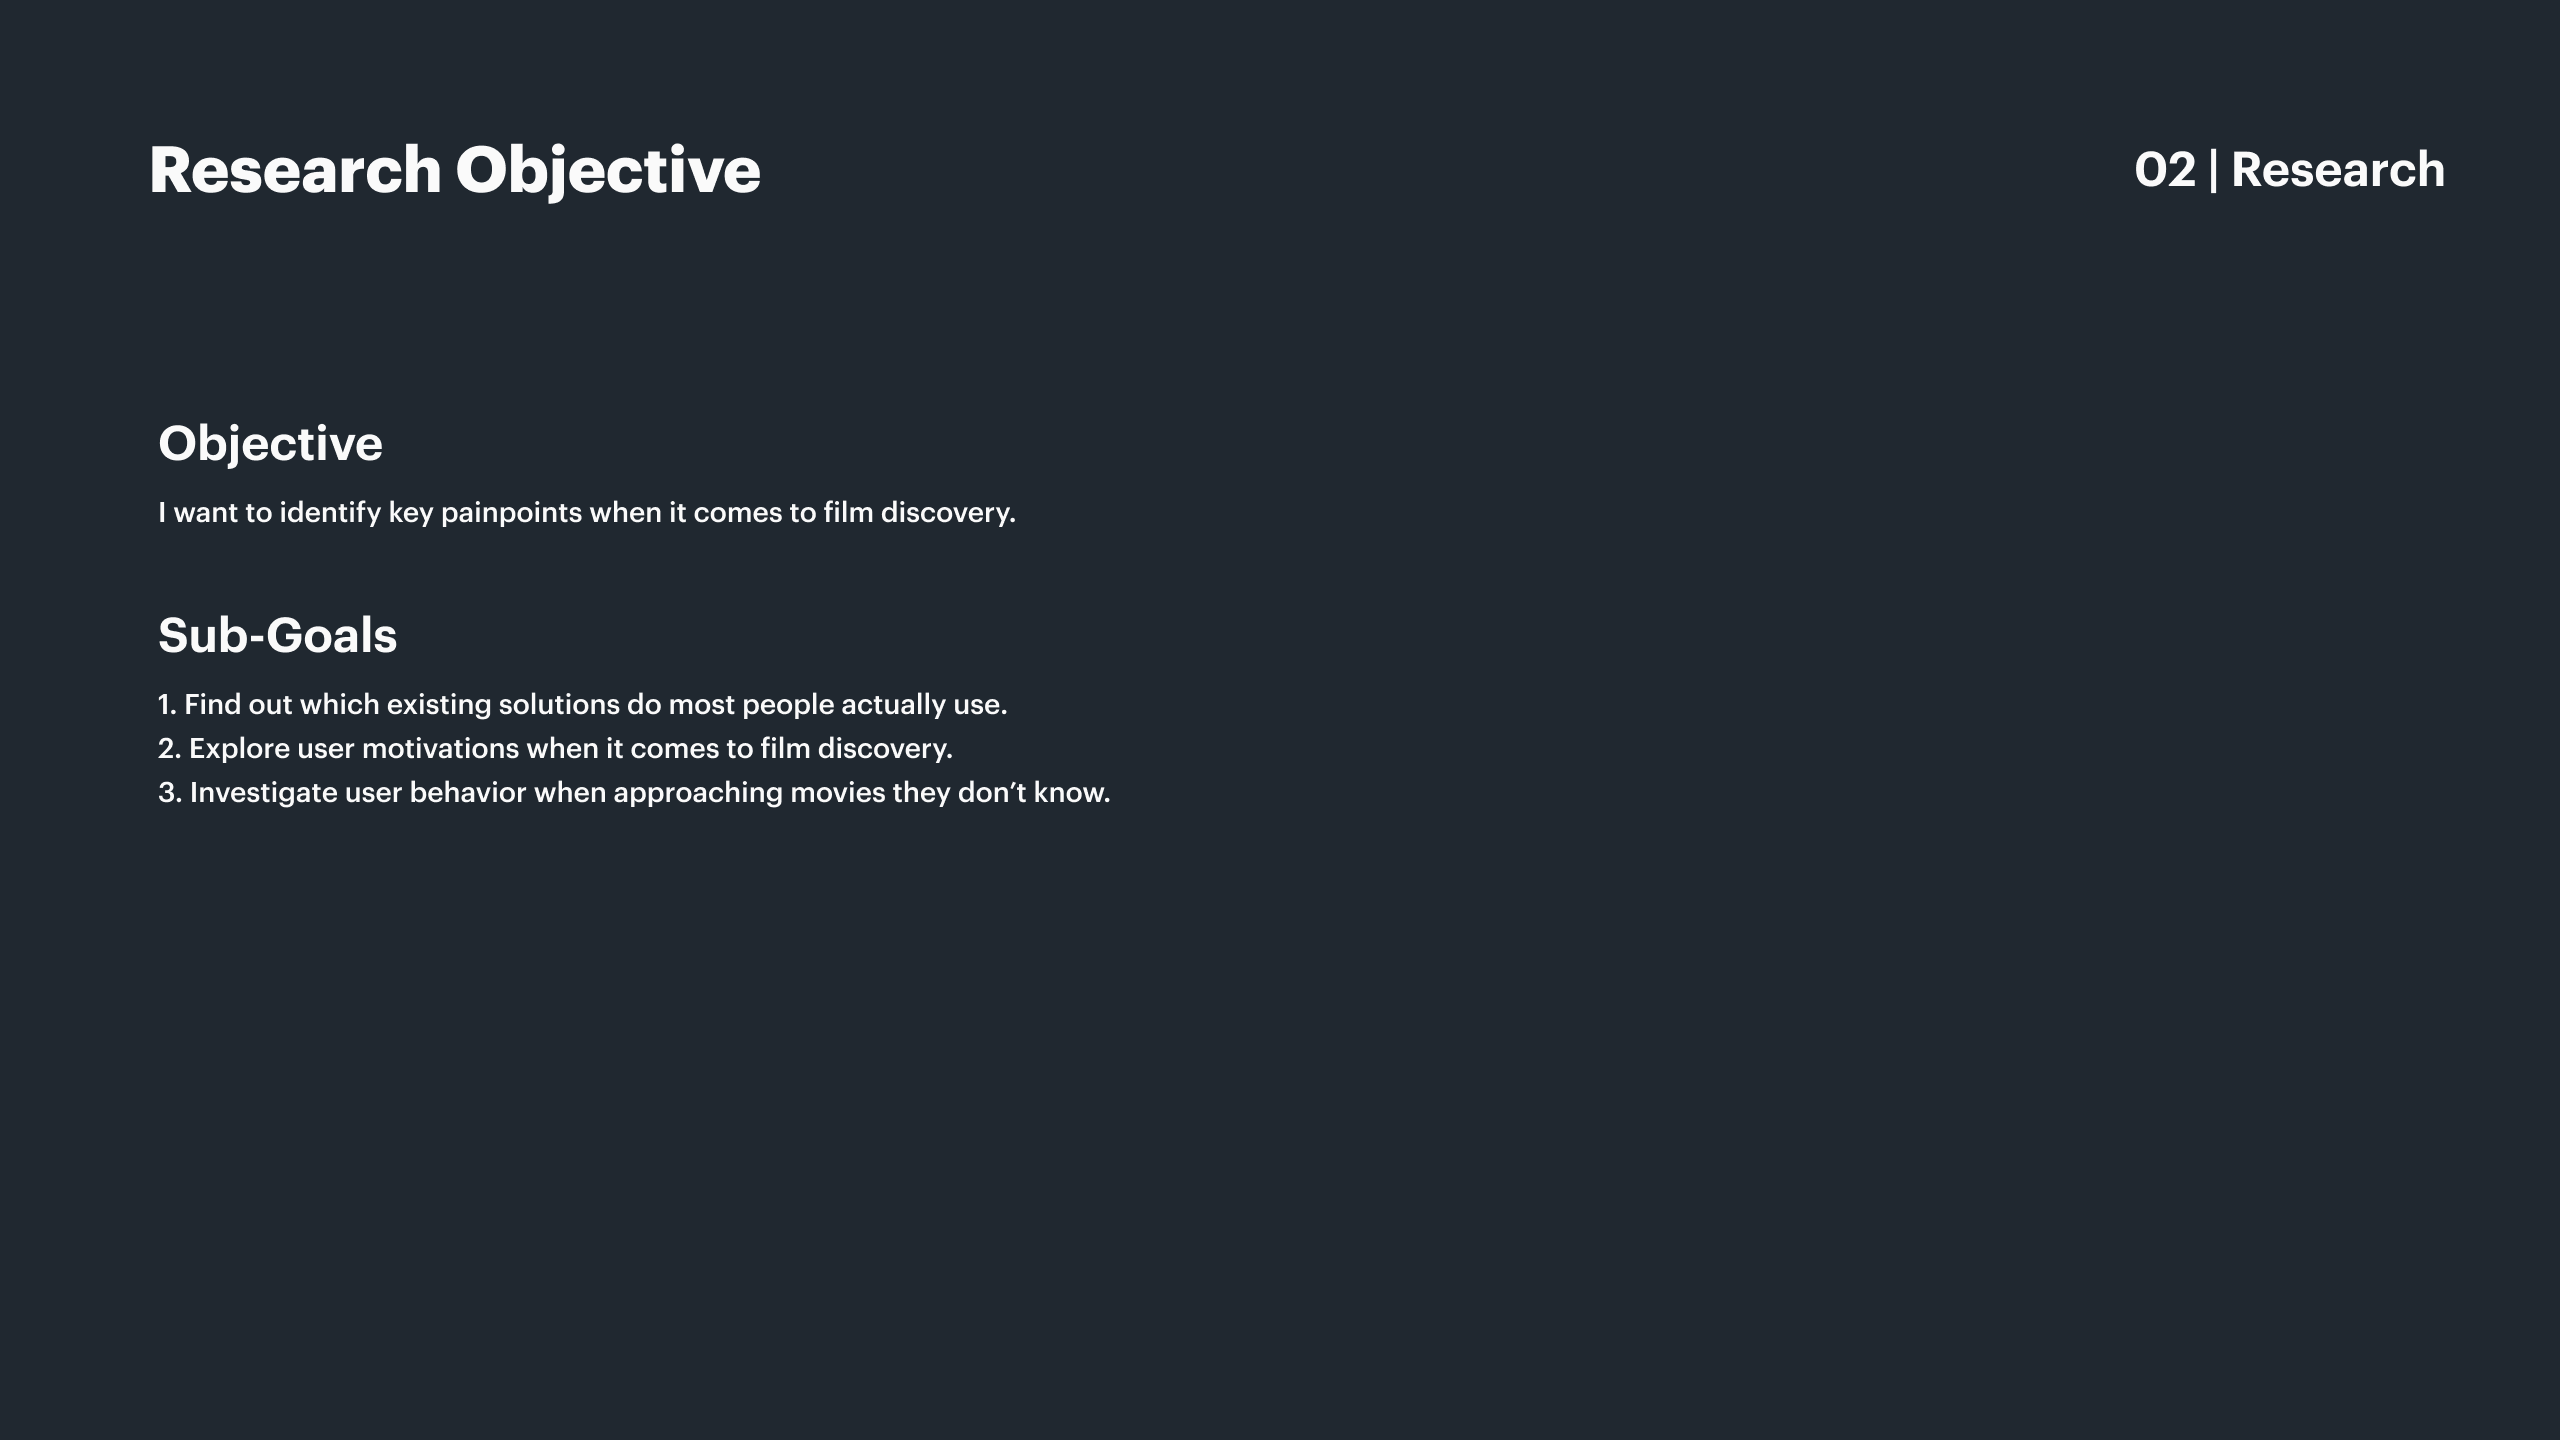 Research Objective
02 | Research
Objective
I want to identify key painpoints when it comes to film discovery.
Sub-Goals
1. Find out which existing solutions do most people actually use.
2. Explore user motivations when it comes to film discovery.
3. Investigate user behavior when approaching movies they don’t know.